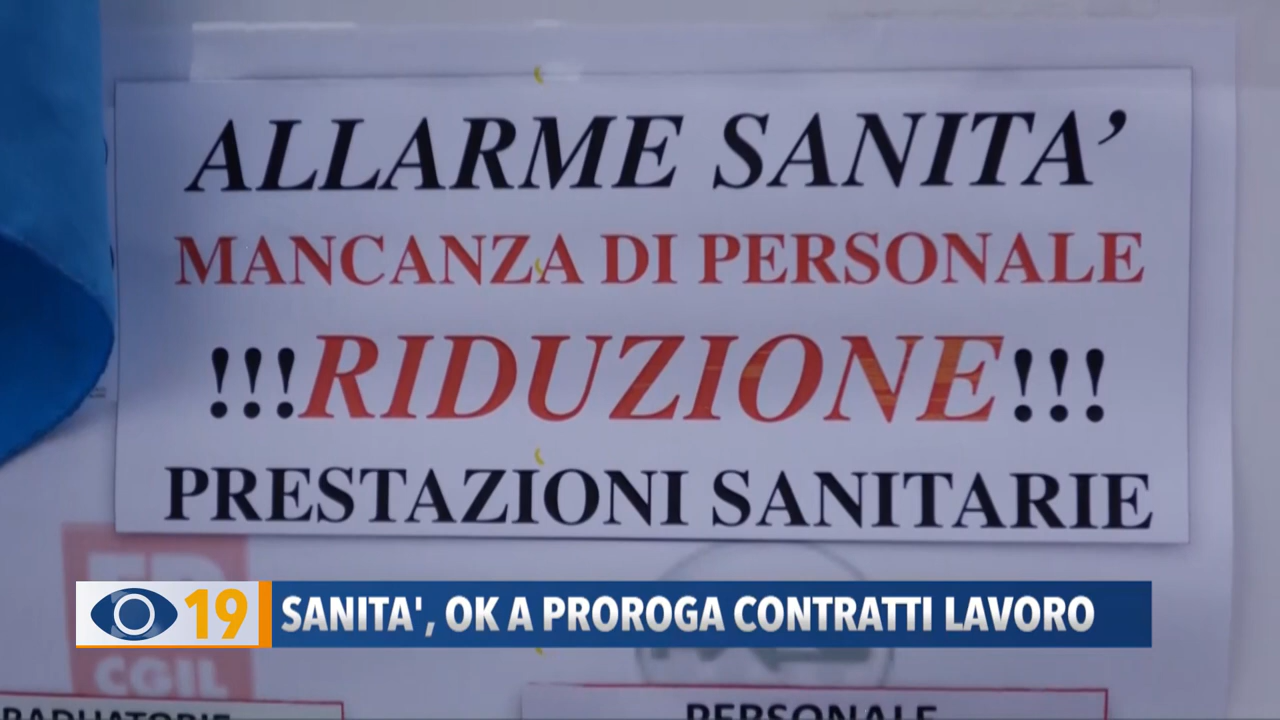 ALLARME SANITA'
MANCANZA DI PERSONALE
!!!RIDUZIONE!!!
PRESTAZIONI SANITARIE
19 SANITA', OK A PROROGA CONTRATTI LAVORO
CGIL
PERSONALE